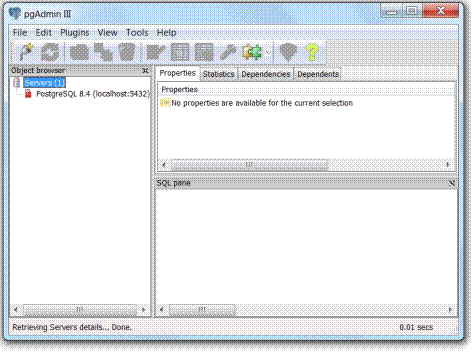 pgAdmin III
File Edit Plugins View Tools Help
Object browser
Servers (1)
PostgreSQL 8.4 (localhost:5432)
Properties Statistics Dependencies Dependents
Properties
No properties are available for the current selection
SQL pane
Retrieving Servers details... Done. 0.01 secs